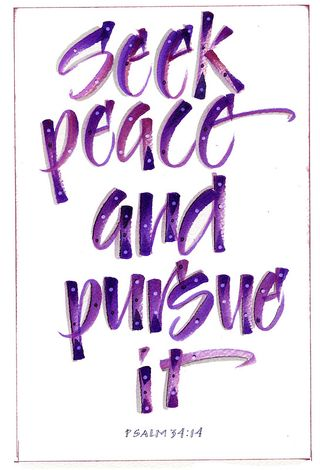 seek
peace
and
pursue
it
PSALM 34:14